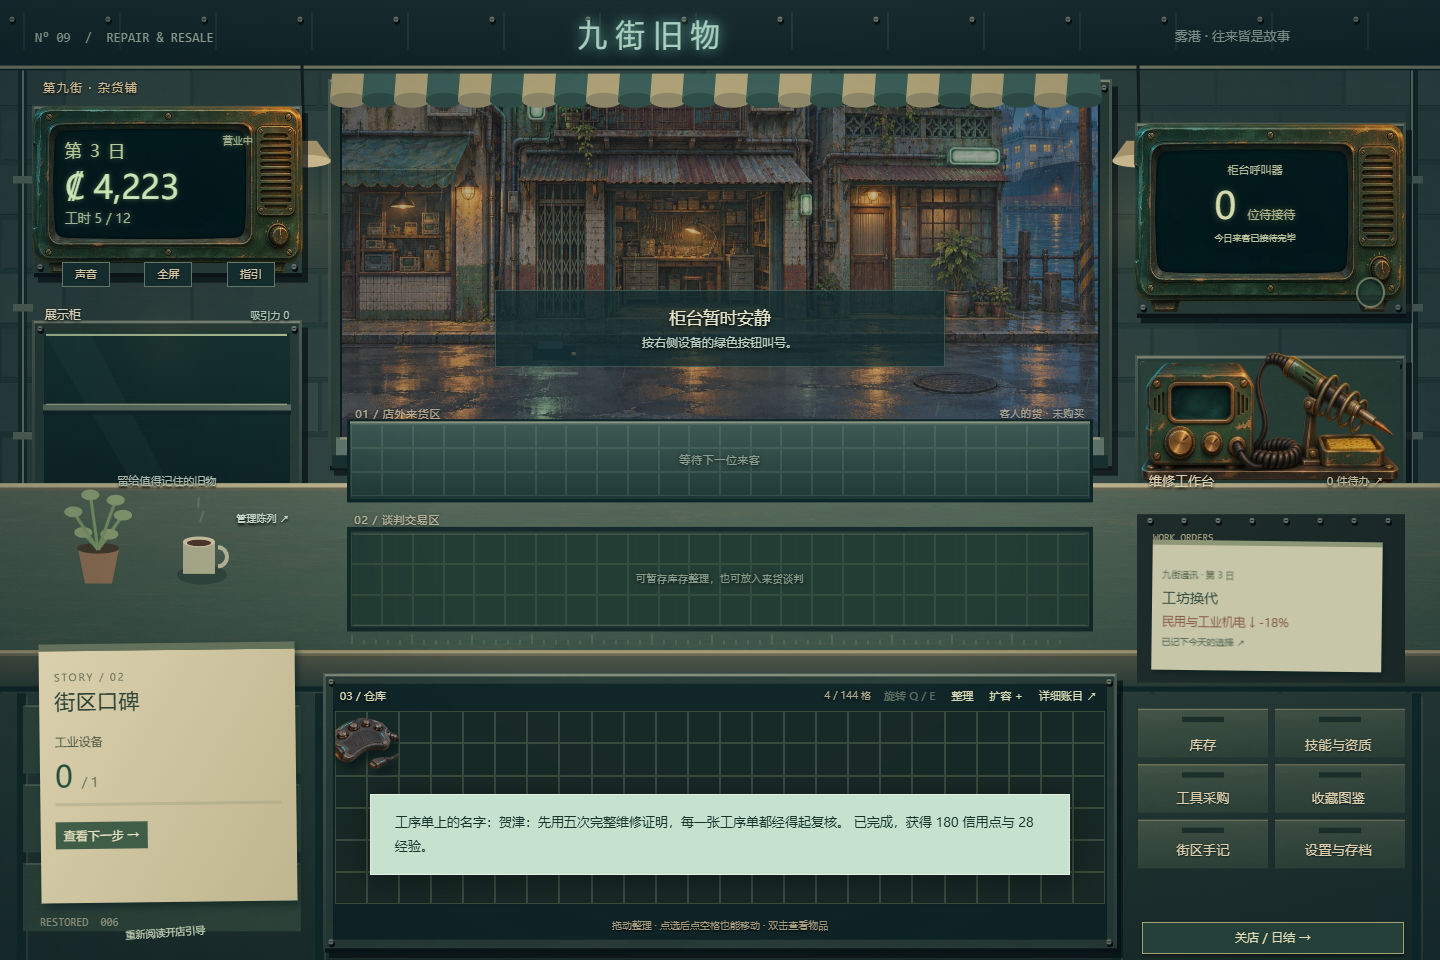 Nº 09 / REPAIR & RESALE
九街旧物
雾港 · 往来皆是故事
第九街 · 杂货铺
营业中
第 3 日
₡ 4,223
工时 5 / 12
声音
全屏
指引
展示柜
吸引力 0
留给值得记住的旧物
管理陈列 ↗
柜台暂时安静
按右侧设备的绿色按钮叫号。
01 / 店外来货区
客人的货 · 未购买
等待下一位来客
02 / 谈判交易区
可暂存库存整理，也可放入来货谈判
柜台呼叫器
0 位待接待
今日来客已接待完毕
维修工作台
0 件待办 ↗
WORK ORDERS
九街通讯 · 第 3 日
工坊换代
民用与工业机电 ↓ -18%
已记下今天的选择 ↗
STORY / 02
街区口碑
工业设备
0 / 1
查看下一步 →
RESTORED 006
重新阅读开店引导
03 / 仓库
4 / 144 格
旋转 Q / E
整理
扩容 +
详细账目 ↗
工序单上的名字：贺津：先用五次完整维修证明，每一张工序单都经得起复核。 已完成，获得 180 信用点与 28
经验。
拖动整理 · 点选后点空格也能移动 · 双击查看物品
库存
技能与资质
工具采购
收藏图鉴
街区手记
设置与存档
关店 / 日结 →